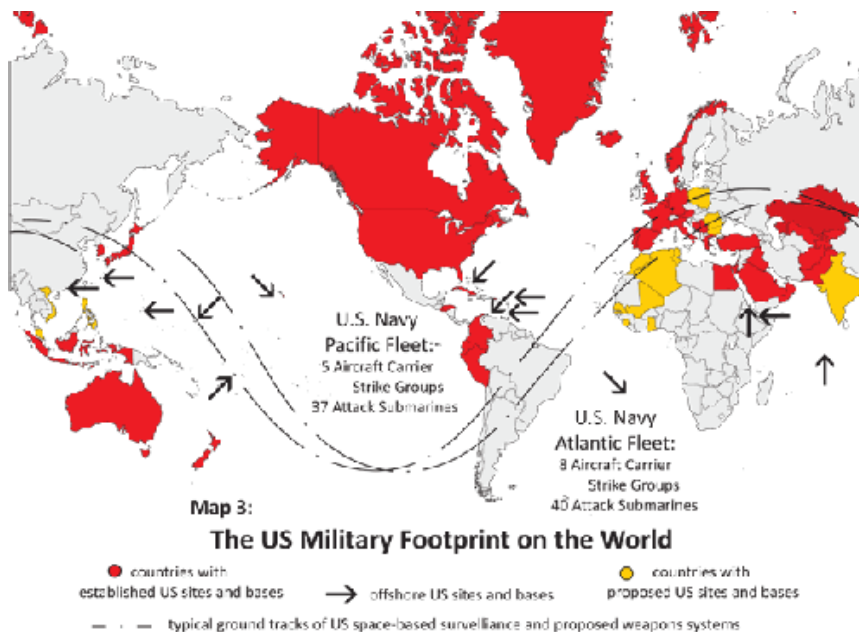 U.S. Navy
Pacific Fleet:
5 Aircraft Carrier
Strike Groups
37 Attack Submarines
U.S. Navy
Atlantic Fleet:
8 Aircraft Carrier
Strike Groups
40 Attack Submarines
Map 3:
The US Military Footprint on the World
countries with
established US sites and bases
offshore US sites and bases
countries with
proposed US sites and bases
typical ground tracks of US space-based surveillance and proposed weapons systems